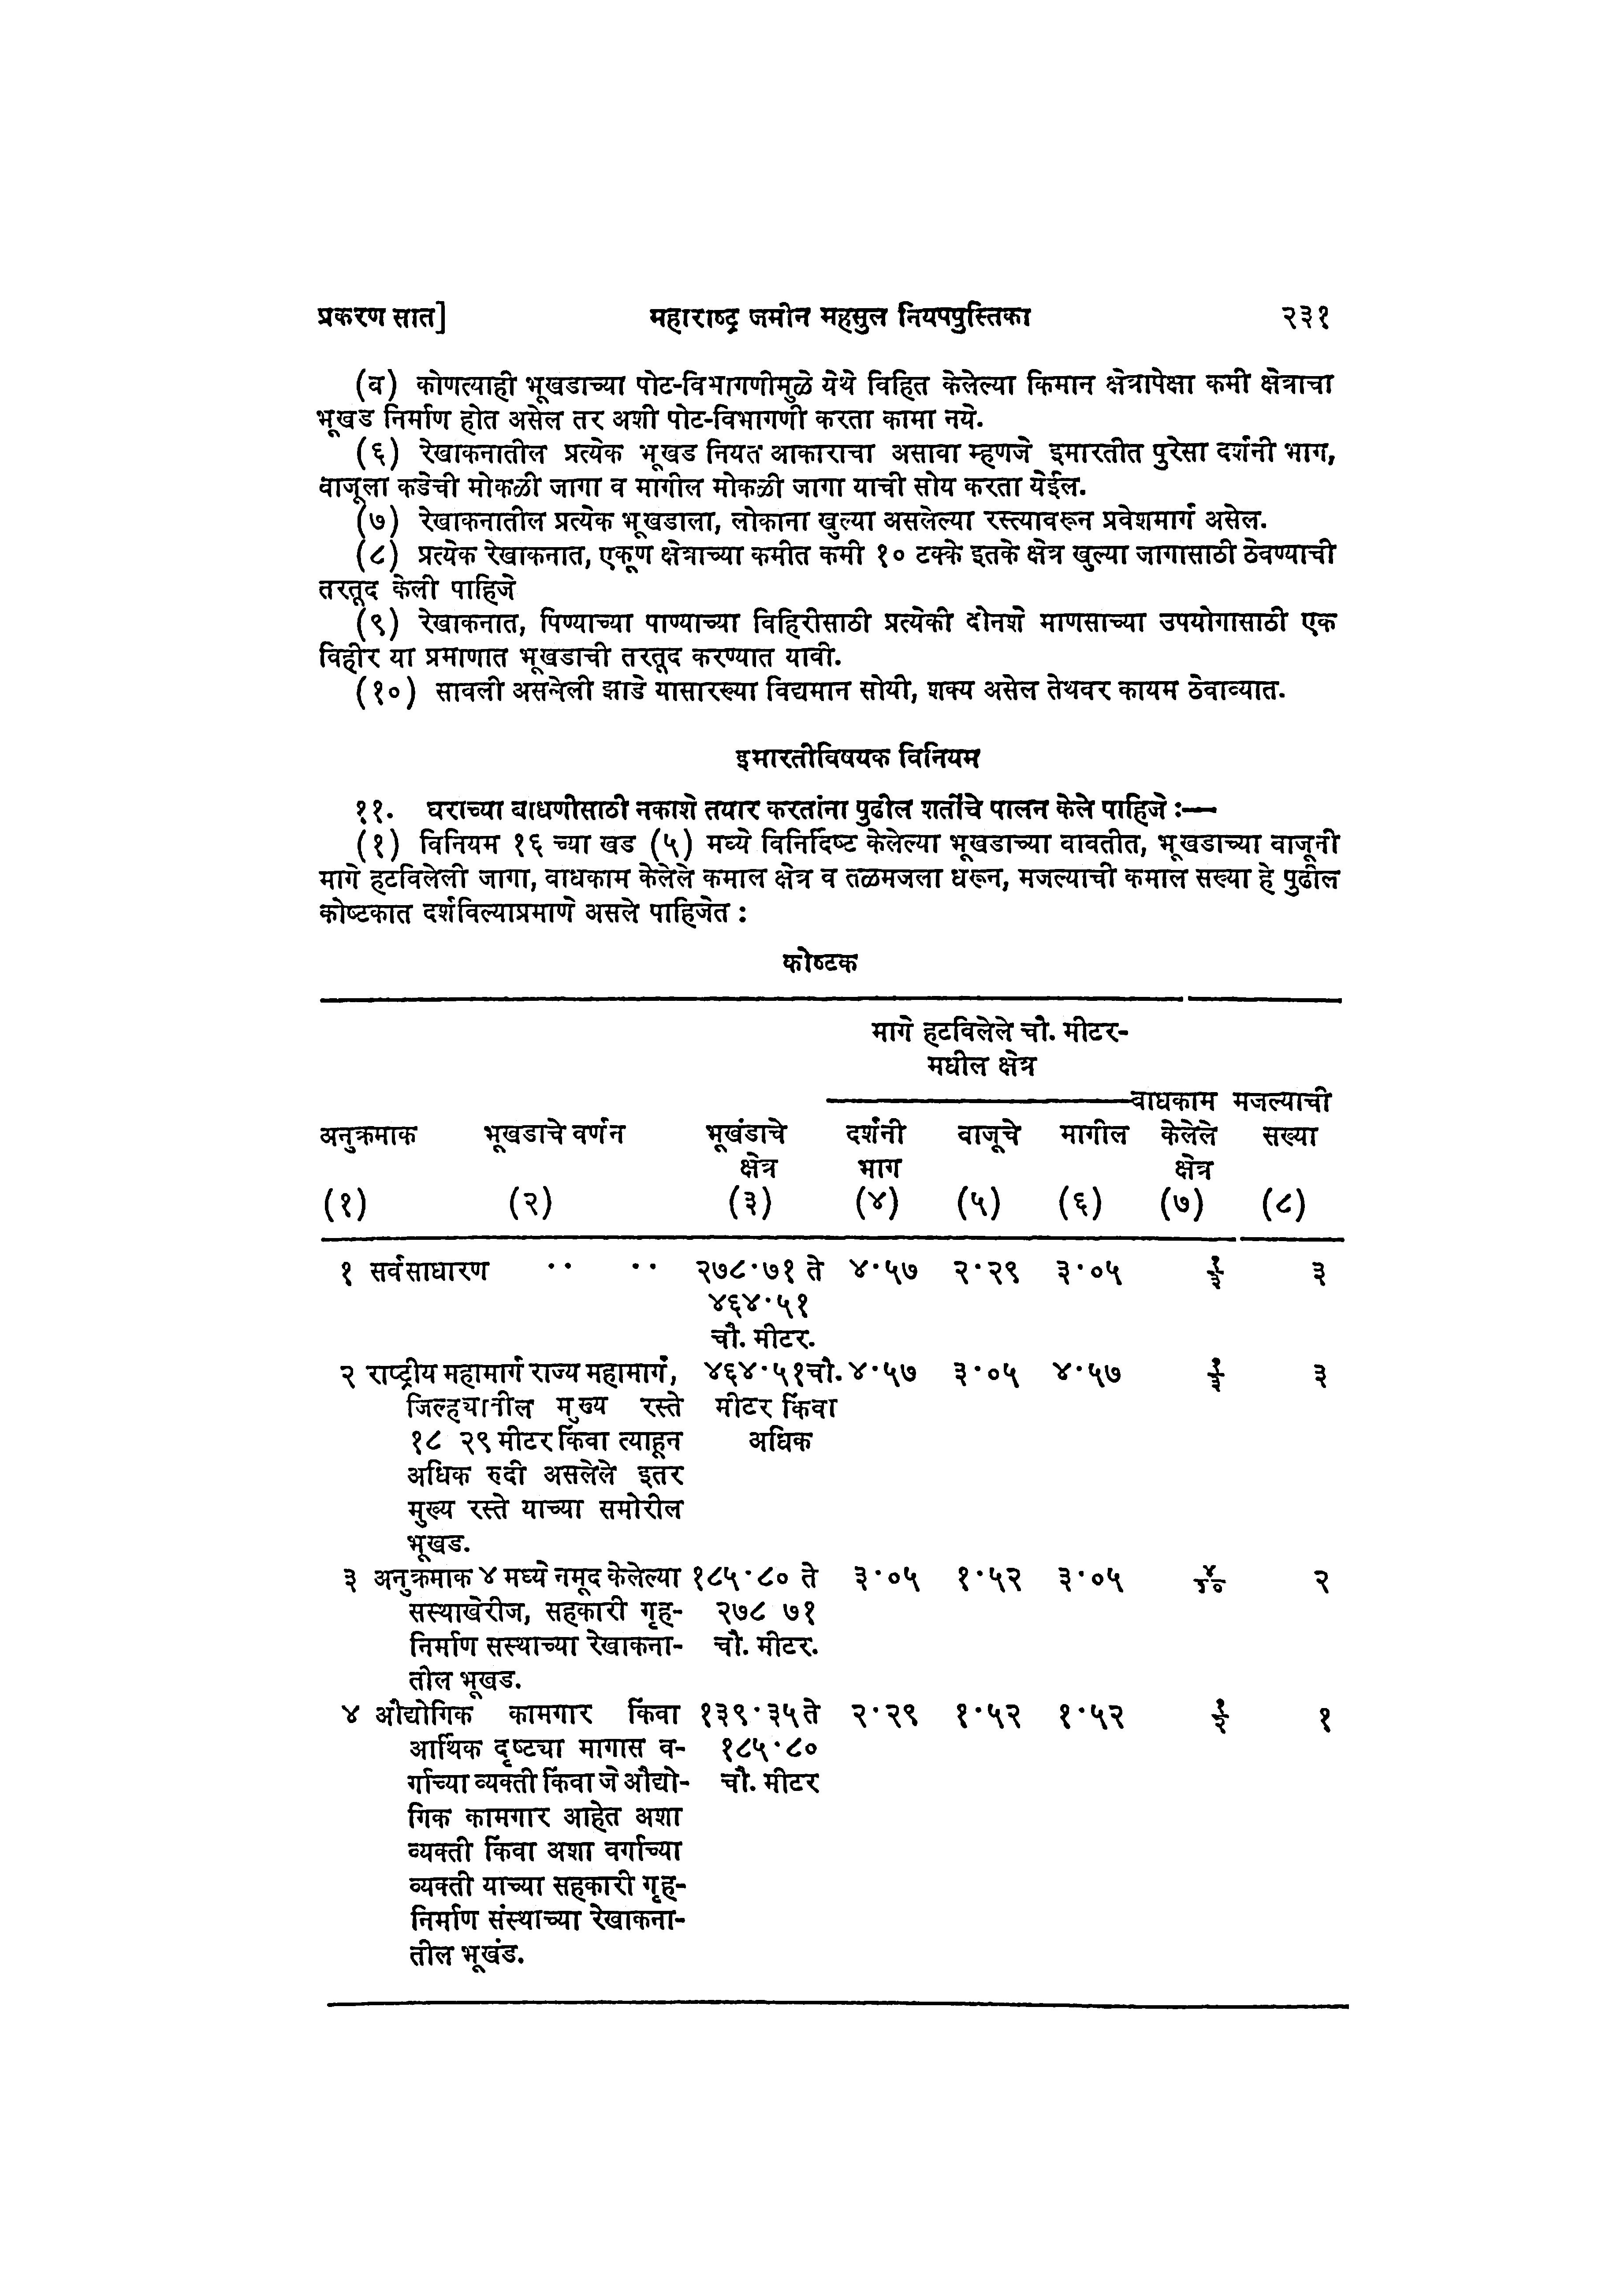 प्रकरण सात] महाराष्ट्र जमीन महसुल नियपपुस्तिका २३१
(व) कोणत्याही भूखडाच्या पोट-विभागणीमुळे येथे विहित केलेल्या किमान क्षेत्रापेक्षा कमी क्षेत्राचा
भूखड निर्माण होत असेल तर अशी पोट-विभागणी करता कामा नये.
(६) रेखाकनातील प्रत्येक भूखड नियत आकाराचा असावा म्हणजे इमारतीत पुरेसा दर्शनी भाग,
वाजूला कडेची मोकळी जागा व मागील मोकळी जागा याची सोय करता येईल.
(७) रेखाकनातील प्रत्येक भूखडाला, लोकाना खुल्या असलेल्या रस्त्यावरून प्रवेशमार्ग असेल.
(८) प्रत्येक रेखाकनात, एकूण क्षेत्राच्या कमीत कमी १० टक्के इतके क्षेत्र खुल्या जागासाठी ठेवण्याची
तरतूद केली पाहिजे
(९) रेखाकनात, पिण्याच्या पाण्याच्या विहिरीसाठी प्रत्येकी दोनशे माणसाच्या उपयोगासाठी एक
विहीर या प्रमाणात भूखडाची तरतूद करण्यात यावी.
(१०) सावली असलेली झाडे यासारख्या विद्यमान सोयी, शक्य असेल तेथवर कायम ठेवाव्यात.
इमारतीविषयक विनियम
११. घराच्या वाधणीसाठी नकाशे तयार करतांना पुढील शर्तींचे पालन केले पाहिजे :—
(१) विनियम १६ च्या खड (५) मध्ये विनिर्दिष्ट केलेल्या भूखडाच्या वावतीत, भूखडाच्या वाजूनी
मागे हटविलेली जागा, वाधकाम केलेले कमाल क्षेत्र व तळमजला धरून, मजल्याची कमाल सख्या हे पुढील
कोष्टकात दर्शविल्याप्रमाणे असले पाहिजेत :
कोष्टक
मागे हटविलेले चौ. मीटर-
मधील क्षेत्र
वाधकाम मजल्याची
अनुक्रमाक भूखडाचे वर्णन भूखंडाचे दर्शनी वाजूचे मागील केलेले सख्या
क्षेत्र भाग क्षेत्र
(१) (२) (३) (४) (५) (६) (७) (८)
१ सर्वसाधारण .. .. २७८·७१ ते ४·५७ २·२९ ३·०५ १/३ ३
४६४·५१
चौ. मीटर.
२ राष्ट्रीय महामार्ग राज्य महामार्ग, ४६४·५१चौ. ४·५७ ३·०५ ४·५७ १/३ ३
जिल्ह्यातील मुख्य रस्ते मीटर किंवा
१८ २९ मीटर किंवा त्याहून अधिक
अधिक रुदी असलेले इतर
मुख्य रस्ते याच्या समोरील
भूखड.
३ अनुक्रमाक ४ मध्ये नमूद केलेल्या १८५·८० ते ३·०५ १·५२ ३·०५ ४/१० २
सस्थाखेरीज, सहकारी गृह- २७८ ७१
निर्माण सस्थाच्या रेखाकना- चौ. मीटर.
तील भूखड.
४ औद्योगिक कामगार किंवा १३९·३५ ते २·२९ १·५२ १·५२ १/२ १
आर्थिक दृष्ट्या मागास व- १८५·८०
र्गाच्या व्यक्ती किंवा जे औद्यो- चौ. मीटर
गिक कामगार आहेत अशा
व्यक्ती किंवा अशा वर्गाच्या
व्यक्ती याच्या सहकारी गृह-
निर्माण संस्थाच्या रेखाकना-
तील भूखंड.